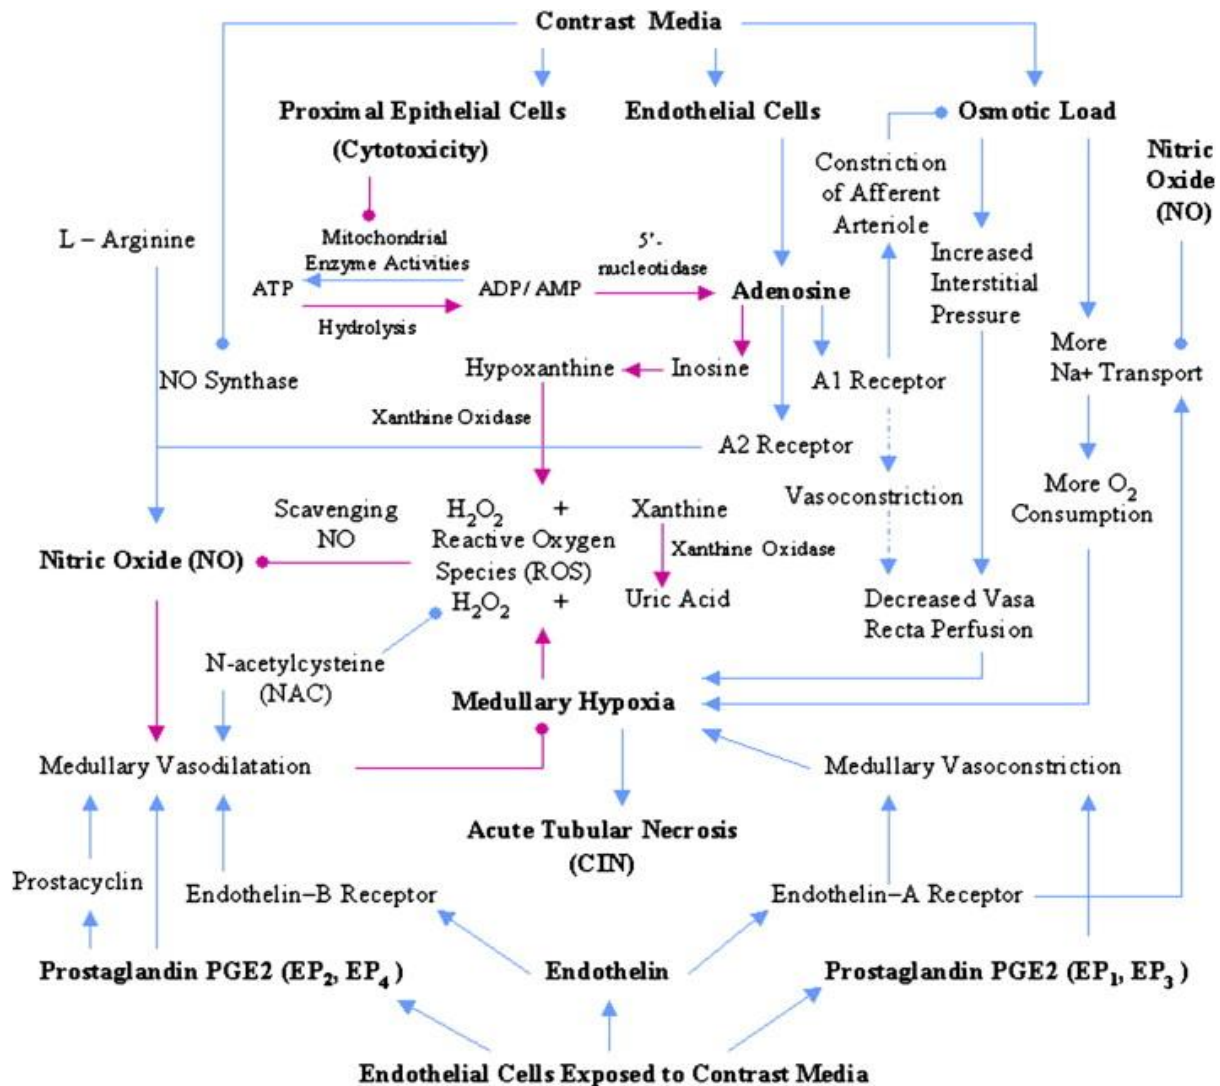 Contrast Media
Proximal Epithelial Cells
(Cytotoxicity)
Endothelial Cells
Osmotic Load
Constriction
of Afferent
Arteriole
Nitric
Oxide
(NO)
L – Arginine
Mitochondrial
Enzyme Activities
5'-
nucleotidase
Increased
Interstitial
Pressure
ATP
ADP/ AMP
Adenosine
Hydrolysis
NO Synthase
Hypoxanthine
Inosine
A1 Receptor
More
Na+ Transport
Xanthine Oxidase
A2 Receptor
Vasoconstriction
More O₂
Consumption
Scavenging
NO
H₂O₂ +
Reactive Oxygen
Species (ROS)
H₂O₂ +
Xanthine
Xanthine Oxidase
Uric Acid
Nitric Oxide (NO)
Decreased Vasa
Recta Perfusion
N-acetylcysteine
(NAC)
Medullary Hypoxia
Medullary Vasodilatation
Medullary Vasoconstriction
Acute Tubular Necrosis
(CIN)
Prostacyclin
Endothelin–B Receptor
Endothelin–A Receptor
Prostaglandin PGE2 (EP₂, EP₄ )
Endothelin
Prostaglandin PGE2 (EP₁, EP₃ )
Endothelial Cells Exposed to Contrast Media